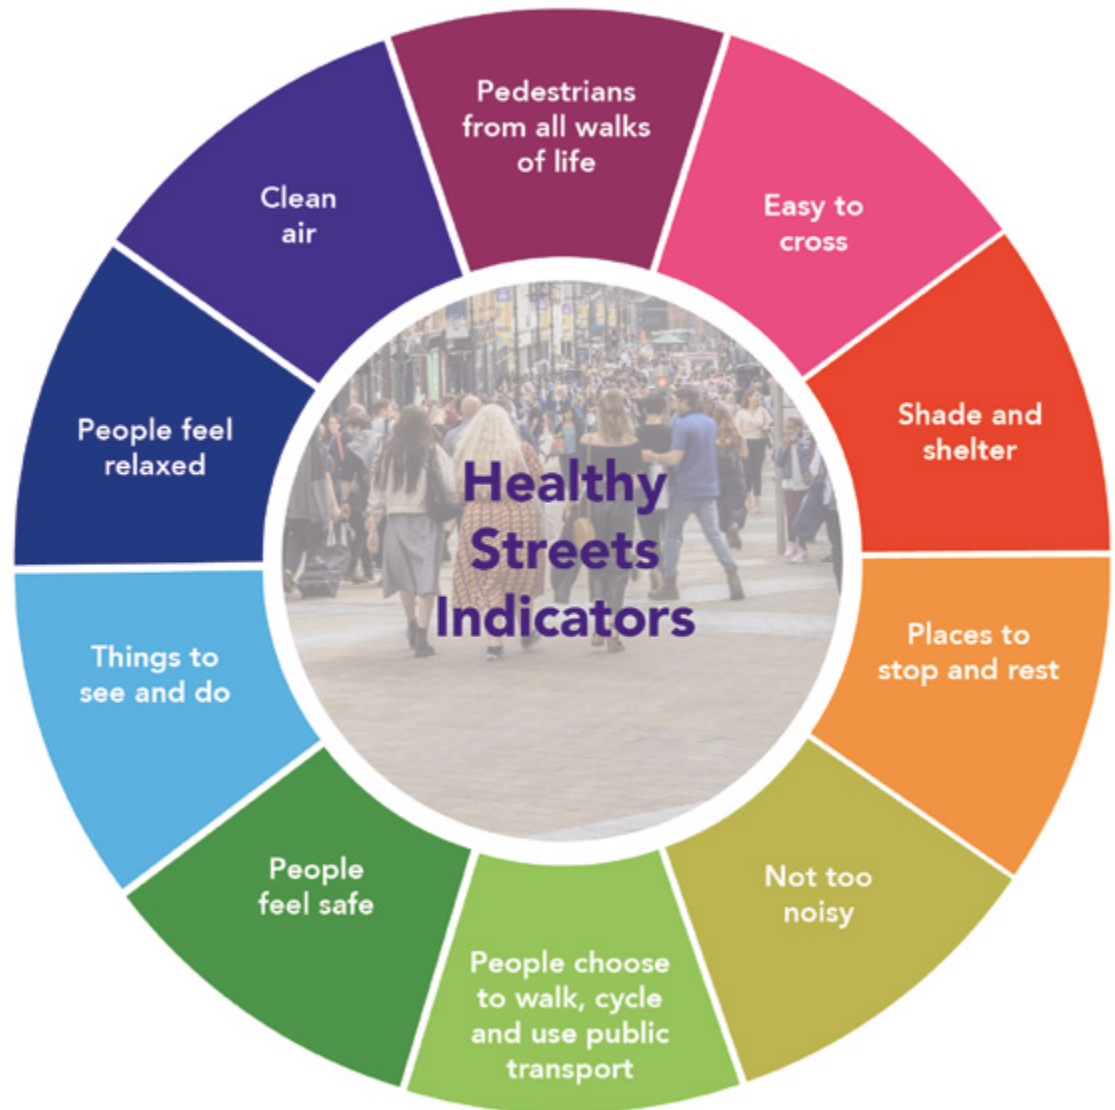 Pedestrians
from all walks
of life
Easy to
cross
Shade and
shelter
Places to
stop and rest
Not too
noisy
People choose
to walk, cycle
and use public
transport
People
feel safe
Things to
see and do
People feel
relaxed
Clean
air
Healthy
Streets
Indicators